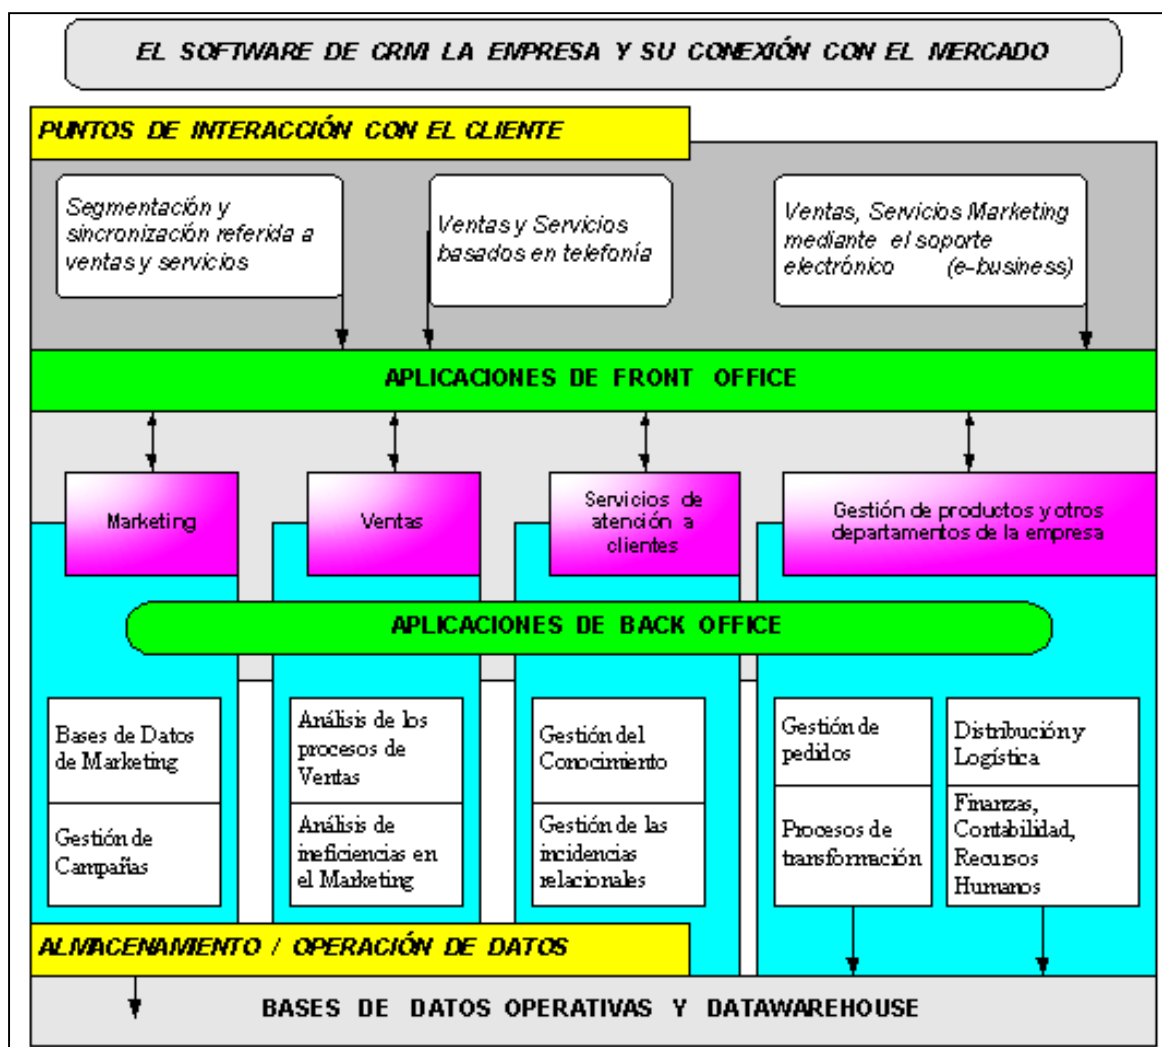 EL SOFTWARE DE CRM LA EMPRESA Y SU CONEXIÓN CON EL MERCADO
PUNTOS DE INTERACCIÓN CON EL CLIENTE
Segmentación y
sincronización referida a
ventas y servicios
Ventas y Servicios
basados en telefonía
Ventas, Servicios Marketing
mediante el soporte
electrónico (e-business)
APLICACIONES DE FRONT OFFICE
Marketing
Ventas
Servicios de
atención a
clientes
Gestión de productos y otros
departamentos de la empresa
APLICACIONES DE BACK OFFICE
Bases de Datos
de Marketing
Gestión de
Campañas
Análisis de los
procesos de
Ventas
Análisis de
ineficiencias en
el Marketing
Gestión del
Conocimiento
Gestión de las
incidencias
relacionales
Gestión de
pedidos
Procesos de
transformación
Distribución y
Logística
Finanzas,
Contabilidad,
Recursos
Humanos
ALMACENAMIENTO / OPERACIÓN DE DATOS
BASES DE DATOS OPERATIVAS Y DATAWAREHOUSE